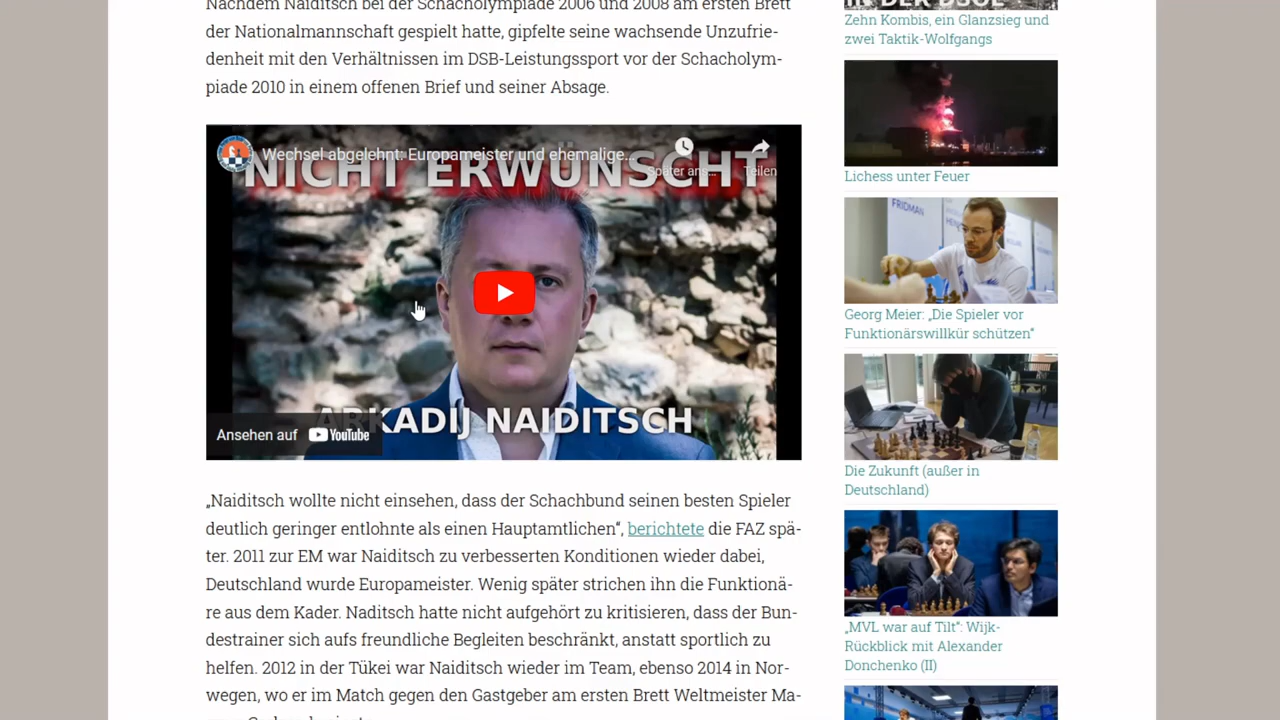 Nachdem Naiditsch bei der Schacholympiade 2006 und 2008 am ersten Brett
der Nationalmannschaft gespielt hatte, gipfelte seine wachsende Unzufrie-
denheit mit den Verhältnissen im DSB-Leistungssport vor der Schacholym-
piade 2010 in einem offenen Brief und seiner Absage.
Wechsel abgelehnt: Europameister und ehemalige...
NICHT ERWÜNSCHT
Später ans...
Teilen
ARKADIJ NAIDITSCH
Ansehen auf YouTube
„Naiditsch wollte nicht einsehen, dass der Schachbund seinen besten Spieler
deutlich geringer entlohnte als einen Hauptamtlichen“, berichtete die FAZ spä-
ter. 2011 zur EM war Naiditsch zu verbesserten Konditionen wieder dabei,
Deutschland wurde Europameister. Wenig später strichen ihn die Funktionä-
re aus dem Kader. Naditsch hatte nicht aufgehört zu kritisieren, dass der Bun-
destrainer sich aufs freundliche Begleiten beschränkt, anstatt sportlich zu
helfen. 2012 in der Tükei war Naiditsch wieder im Team, ebenso 2014 in Nor-
wegen, wo er im Match gegen den Gastgeber am ersten Brett Weltmeister Ma-
IN DER DSOL
Zehn Kombis, ein Glanzsieg und
zwei Taktik-Wolfgangs
Lichess unter Feuer
FRIDMAN
Georg Meier: „Die Spieler vor
Funktionärswillkür schützen“
Die Zukunft (außer in
Deutschland)
„MVL war auf Tilt“: Wijk-
Rückblick mit Alexander
Donchenko (II)